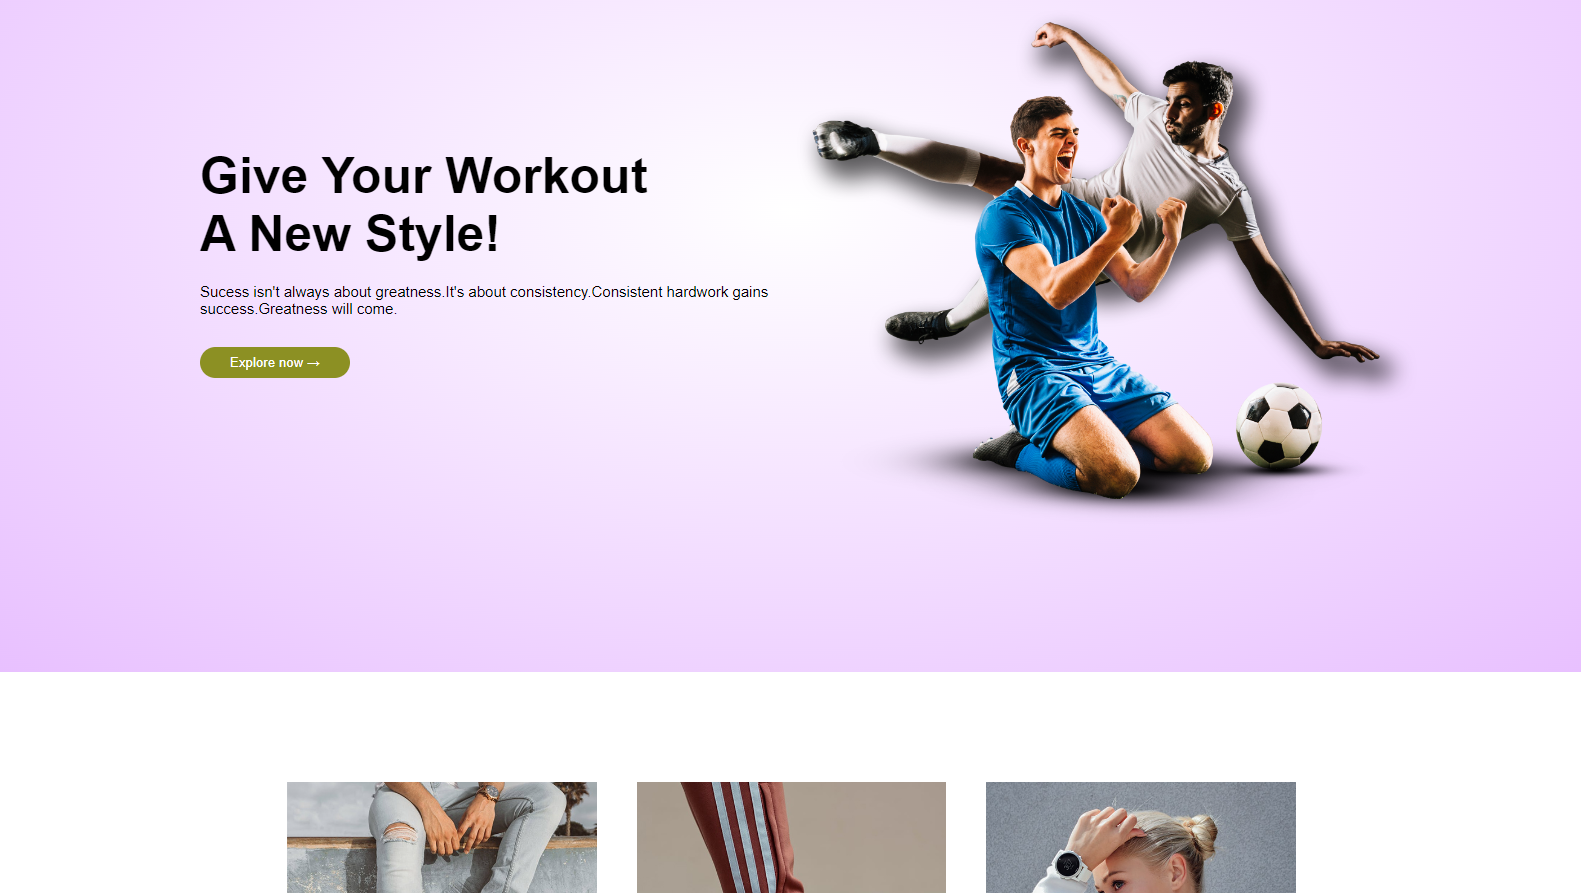 Give Your Workout
A New Style!
Sucess isn't always about greatness.It's about consistency.Consistent hardwork gains
success.Greatness will come.
Explore now →